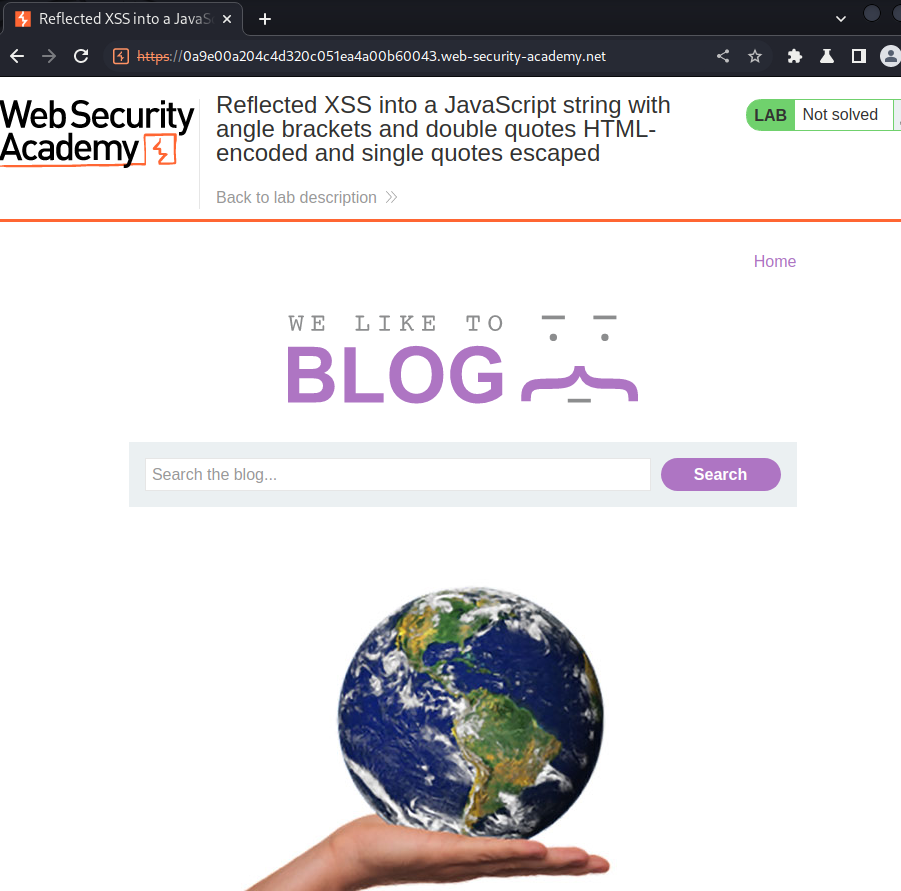 Reflected XSS into a JavaS
https://0a9e00a204c4d320c051ea4a00b60043.web-security-academy.net
Web Security
Academy
Reflected XSS into a JavaScript string with
angle brackets and double quotes HTML-
encoded and single quotes escaped
LAB Not solved
Back to lab description
Home
WE LIKE TO
BLOG
Search the blog...
Search